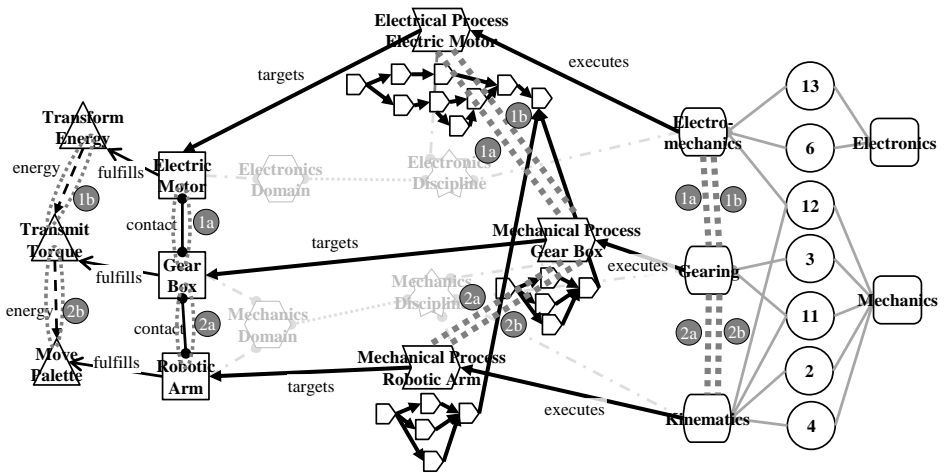 Electrical Process
Electric Motor
executes
targets
13
Transform
Energy
Electro-
mechanics
1b
1a
6
Electronics
energy
fulfills
Electric
Motor
Electronics
Domain
Electronics
Discipline
1b
1a
1b
12
Transmit
Torque
contact
1a
targets
Mechanical Process
Gear Box
executes
3
fulfills
Gear
Box
Gearing
Mechanics
Discipline
Mechanics
energy
2b
contact
2a
Mechanics
Domain
2a
2b
2a
2b
11
Move
Palette
fulfills
Robotic
Arm
targets
Mechanical Process
Robotic Arm
2
executes
Kinematics
4